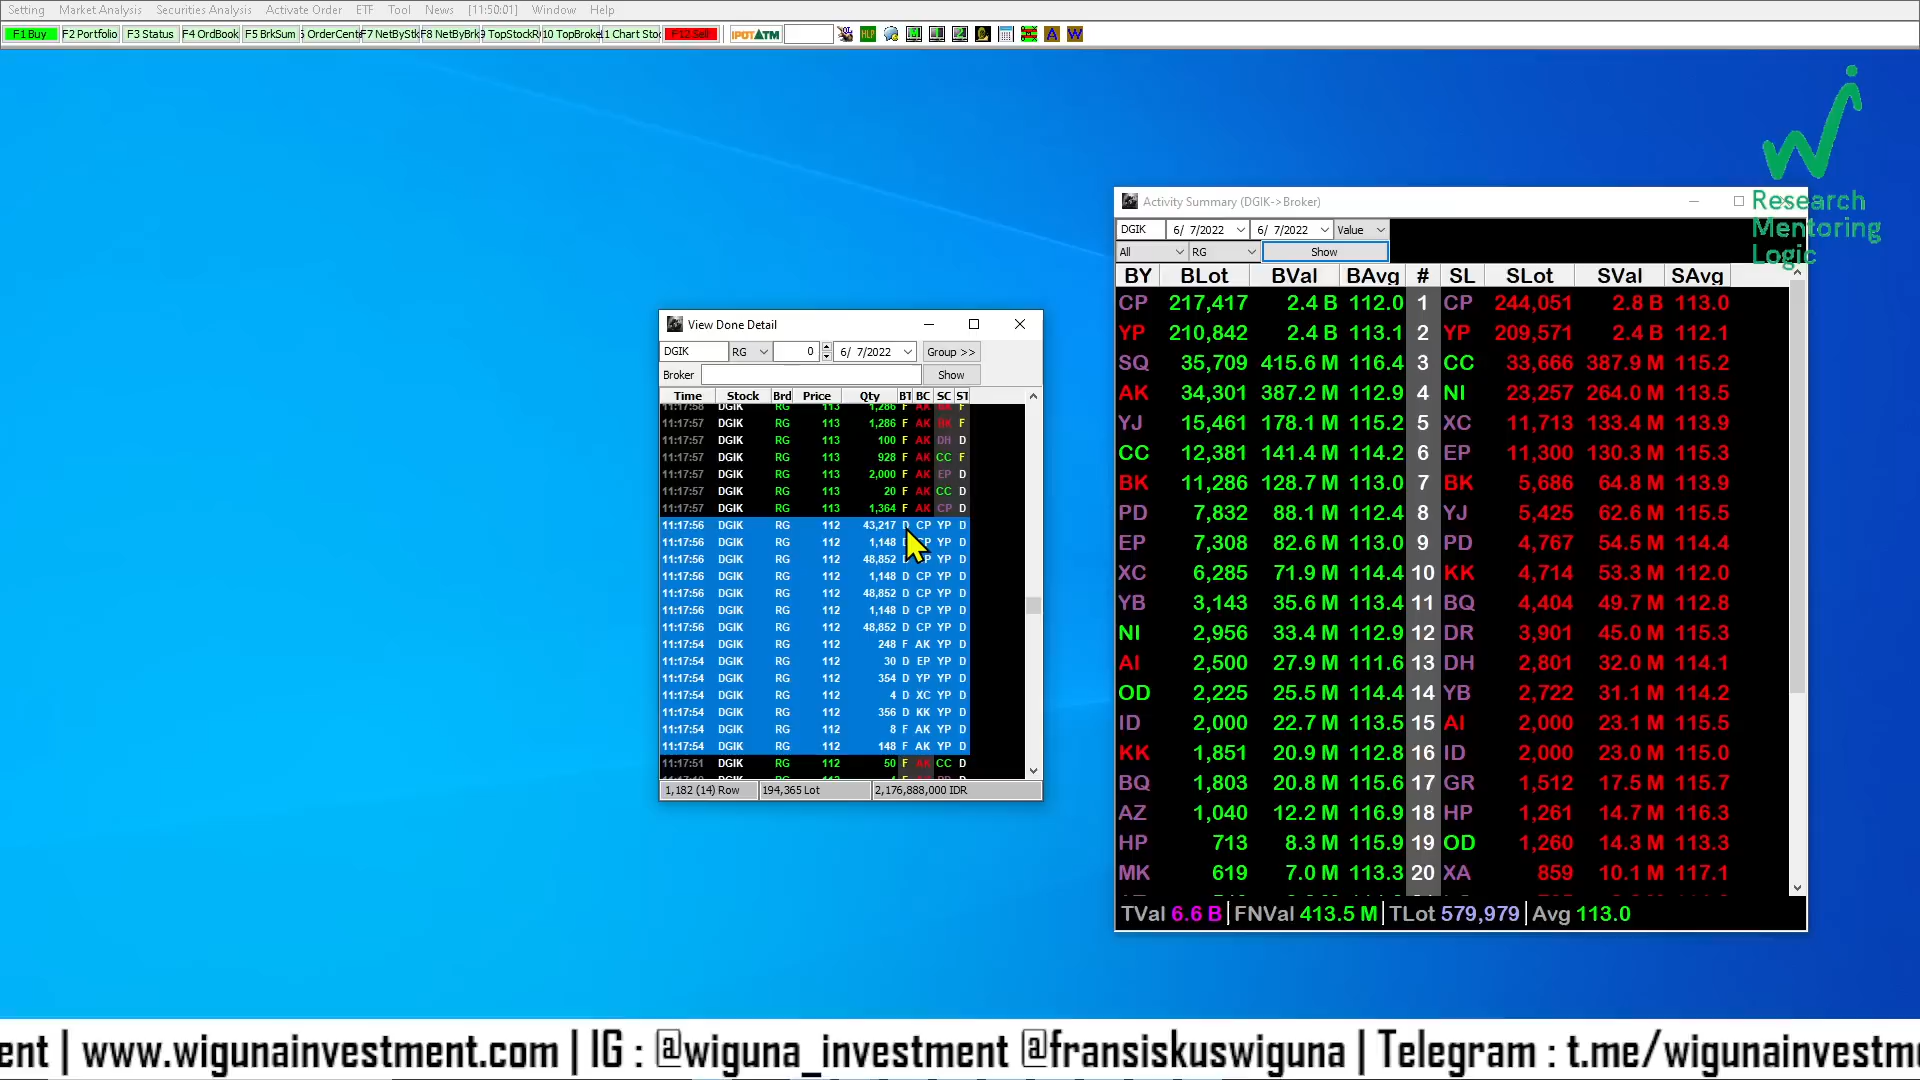 Setting Market Analysis Securities Analysis Activate Order ETF Tool News [11:50:01] Window Help
F1 Buy F2 Portfolio F3 Status F4 OrdBook F5 BrkSum OrderCent F7 NetByStk F8 NetByBrk TopStock 10 TopBroke 1 Chart Sto F12 Sell IPOTATM HLP A W
Research
Mentoring
Logic
View Done Detail
DGIK RG 0 6/ 7/2022 Group >>
Broker Show
Time Stock Brd Price Qty BT BC SC ST
11:17:58 DGIK RG 113 1,286 F AK BK F
11:17:57 DGIK RG 113 1,286 F AK BK F
11:17:57 DGIK RG 113 100 F AK DH D
11:17:57 DGIK RG 113 928 F AK CC F
11:17:57 DGIK RG 113 2,000 F AK EP D
11:17:57 DGIK RG 113 20 F AK CC D
11:17:57 DGIK RG 113 1,364 F AK CP D
11:17:56 DGIK RG 112 43,217 D CP YP D
11:17:56 DGIK RG 112 1,148 YP D
11:17:56 DGIK RG 112 48,852 YP D
11:17:56 DGIK RG 112 1,148 D CP YP D
11:17:56 DGIK RG 112 48,852 D CP YP D
11:17:56 DGIK RG 112 1,148 D CP YP D
11:17:56 DGIK RG 112 48,852 D CP YP D
11:17:54 DGIK RG 112 248 F AK YP D
11:17:54 DGIK RG 112 30 D EP YP D
11:17:54 DGIK RG 112 354 D YP YP D
11:17:54 DGIK RG 112 4 D XC YP D
11:17:54 DGIK RG 112 356 D KK YP D
11:17:54 DGIK RG 112 8 F AK YP D
11:17:54 DGIK RG 112 148 F AK YP D
11:17:51 DGIK RG 112 50 F AK CC D
1,182 (14) Row 194,365 Lot 2,176,888,000 IDR
Activity Summary (DGIK->Broker)
DGIK 6/ 7/2022 6/ 7/2022 Value
All RG Show
BY BLot BVal BAvg # SL SLot SVal SAvg
CP 217,417 2.4 B 112.0 1 CP 244,051 2.8 B 113.0
YP 210,842 2.4 B 113.1 2 YP 209,571 2.4 B 112.1
SQ 35,709 415.6 M 116.4 3 CC 33,666 387.9 M 115.2
AK 34,301 387.2 M 112.9 4 NI 23,257 264.0 M 113.5
YJ 15,461 178.1 M 115.2 5 XC 11,713 133.4 M 113.9
CC 12,381 141.4 M 114.2 6 EP 11,300 130.3 M 115.3
BK 11,286 128.7 M 113.0 7 BK 5,686 64.8 M 113.9
PD 7,832 88.1 M 112.4 8 YJ 5,425 62.6 M 115.5
EP 7,308 82.6 M 113.0 9 PD 4,767 54.5 M 114.4
XC 6,285 71.9 M 114.4 10 KK 4,714 53.3 M 112.0
YB 3,143 35.6 M 113.4 11 BQ 4,404 49.7 M 112.8
NI 2,956 33.4 M 112.9 12 DR 3,901 45.0 M 115.3
AI 2,500 27.9 M 111.6 13 DH 2,801 32.0 M 114.1
OD 2,225 25.5 M 114.4 14 YB 2,722 31.1 M 114.2
ID 2,000 22.7 M 113.5 15 AI 2,000 23.1 M 115.5
KK 1,851 20.9 M 112.8 16 ID 2,000 23.0 M 115.0
BQ 1,803 20.8 M 115.6 17 GR 1,512 17.5 M 115.7
AZ 1,040 12.2 M 116.9 18 HP 1,261 14.7 M 116.3
HP 713 8.3 M 115.9 19 OD 1,260 14.3 M 113.3
MK 619 7.0 M 113.3 20 XA 859 10.1 M 117.1
TVal 6.6 B FNVal 413.5 M TLot 579,979 Avg 113.0
ent | www.wigunainvestment.com | IG : @wiguna_investment @fransiskuswiguna | Telegram : t.me/wigunainvestm